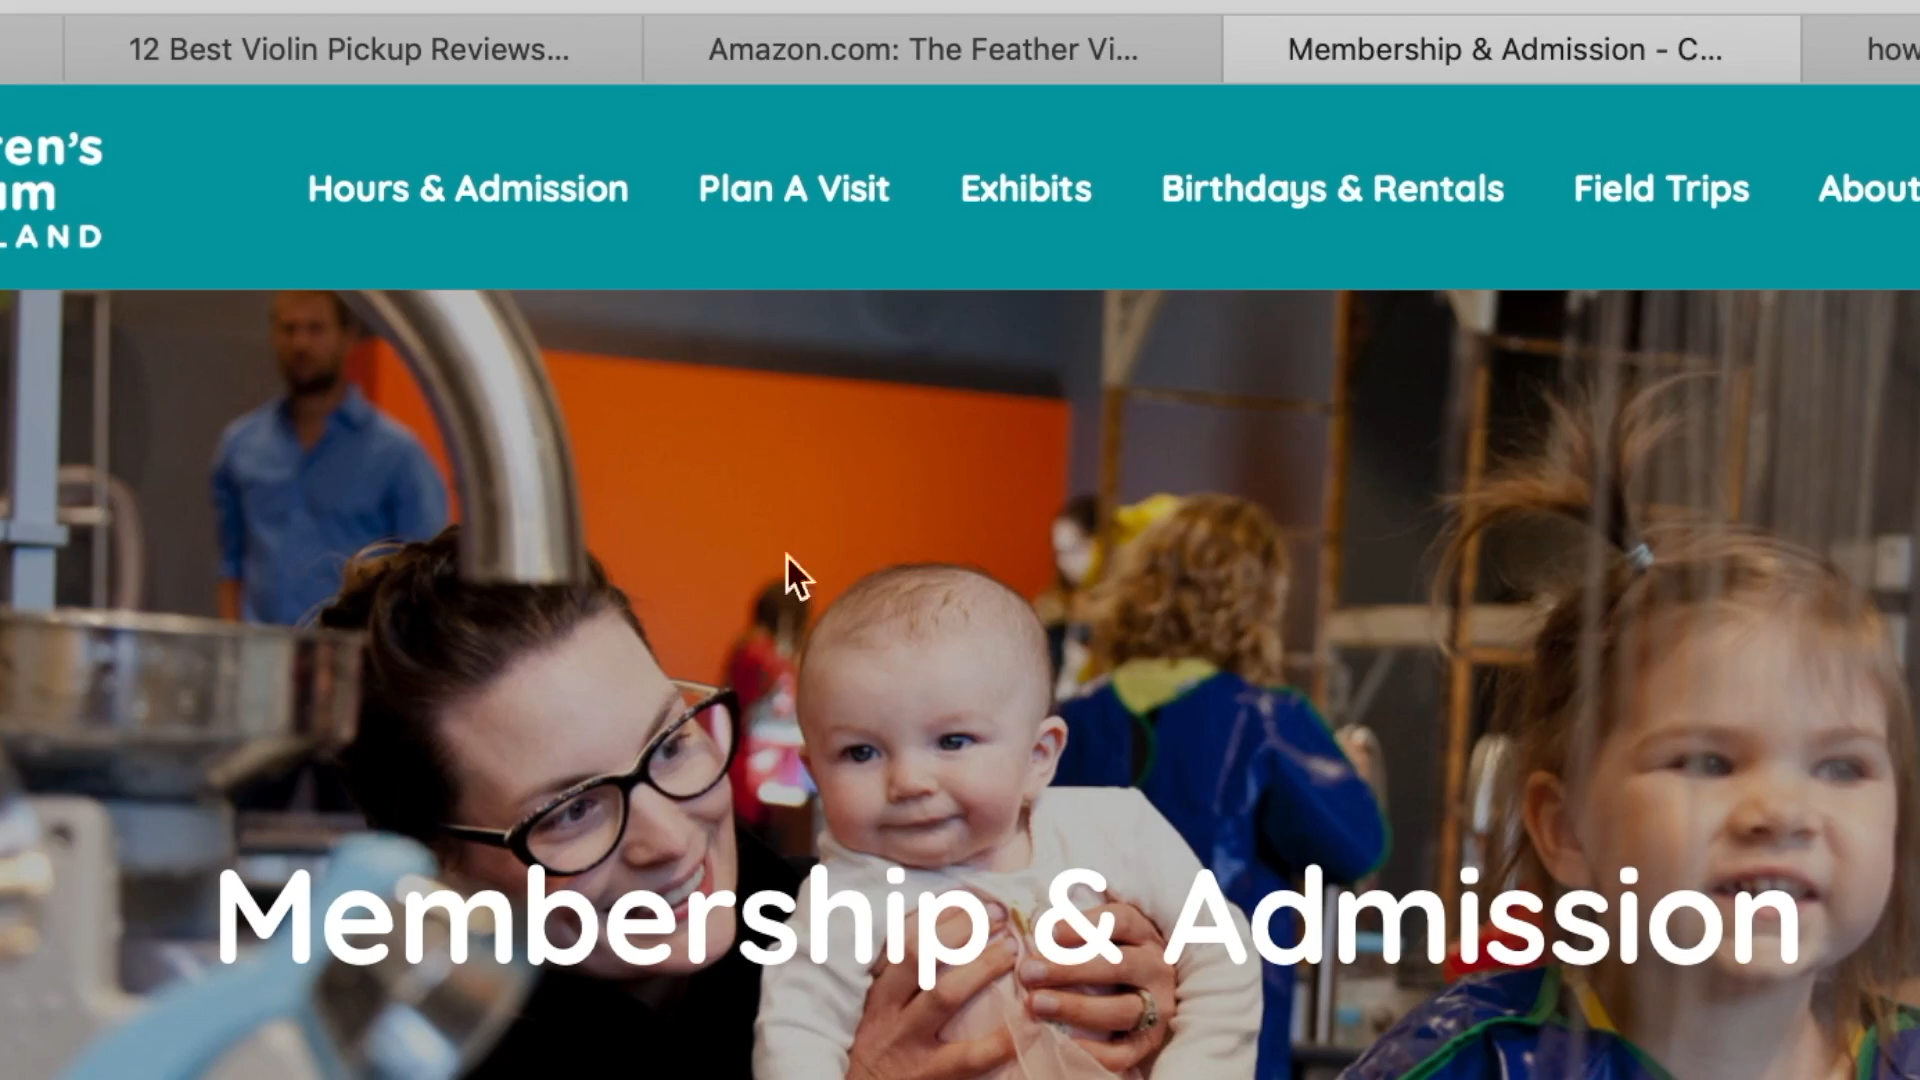 12 Best Violin Pickup Reviews...
Amazon.com: The Feather Vi...
Membership & Admission - C...
how
ren's
um
LAND
Hours & Admission
Plan A Visit
Exhibits
Birthdays & Rentals
Field Trips
About
Membership & Admission